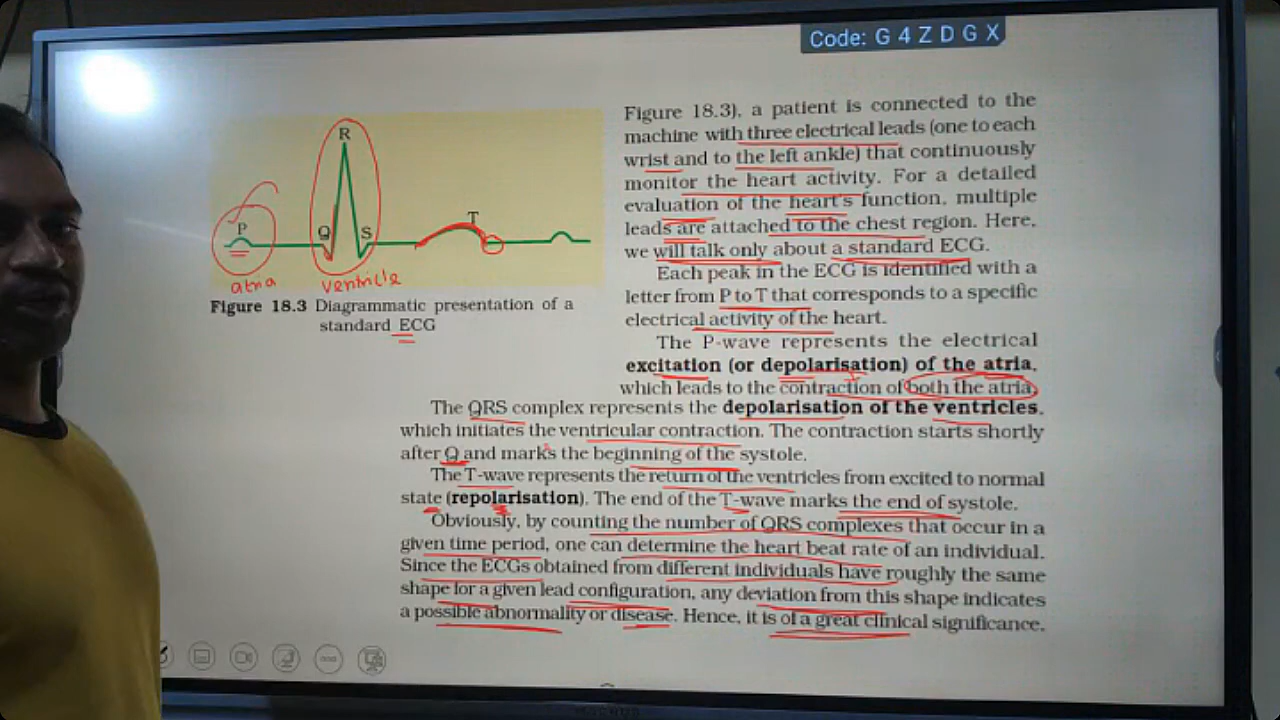 Code: G 4 Z D G X
R
P
Q
S
T
atria
ventricle
Figure 18.3 Diagrammatic presentation of a
standard ECG
Figure 18.3), a patient is connected to the
machine with three electrical leads (one to each
wrist and to the left ankle) that continuously
monitor the heart activity. For a detailed
evaluation of the heart's function, multiple
leads are attached to the chest region. Here,
we will talk only about a standard ECG.
Each peak in the ECG is identified with a
letter from P to T that corresponds to a specific
electrical activity of the heart.
The P-wave represents the electrical
excitation (or depolarisation) of the atria,
which leads to the contraction of both the atria.
The QRS complex represents the depolarisation of the ventricles,
which initiates the ventricular contraction. The contraction starts shortly
after Q and marks the beginning of the systole.
The T-wave represents the return of the ventricles from excited to normal
state (repolarisation). The end of the T-wave marks the end of systole.
Obviously, by counting the number of QRS complexes that occur in a
given time period, one can determine the heart beat rate of an individual.
Since the ECGs obtained from different individuals have roughly the same
shape for a given lead configuration, any deviation from this shape indicates
a possible abnormality or disease. Hence, it is of a great clinical significance.